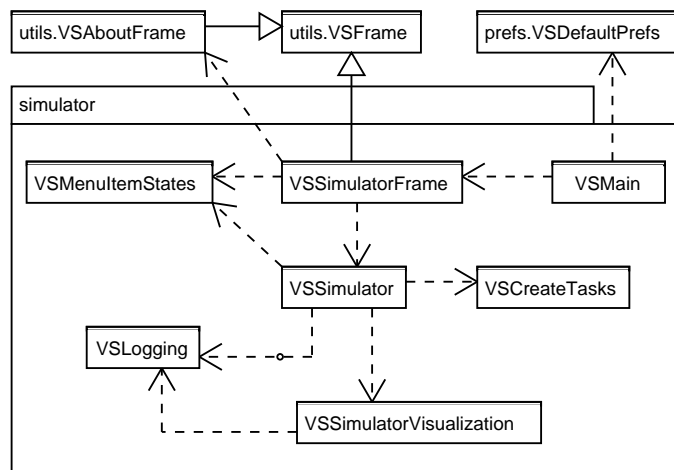 utils.VSAboutFrame
utils.VSFrame
prefs.VSDefaultPrefs
simulator
VSMenuItemStates
VSSimulatorFrame
VSMain
VSSimulator
VSCreateTasks
VSLogging
VSSimulatorVisualization